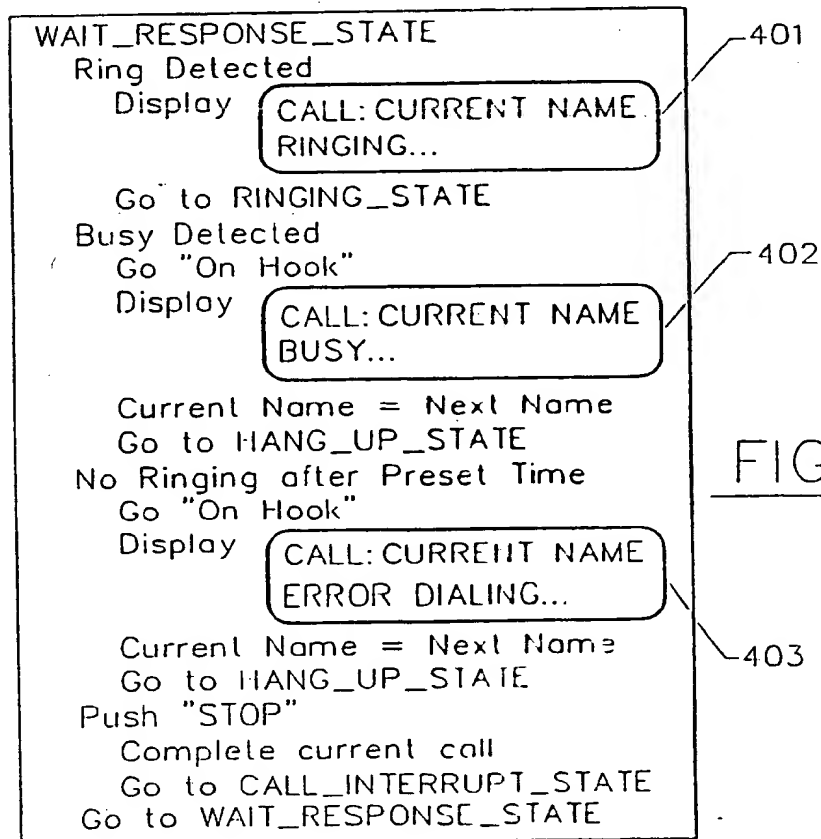 WAIT_RESPONSE_STATE
401
Ring Detected
Display
CALL: CURRENT NAME
RINGING...
Go to RINGING_STATE
Busy Detected
402
Go "On Hook"
Display
CALL: CURRENT NAME
BUSY...
Current Name = Next Name
Go to HANG_UP_STATE
FIG
No Ringing after Preset Time
Go "On Hook"
Display
CALL: CURRENT NAME
ERROR DIALING...
Current Name = Next Name
403
Go to HANG_UP_STATE
Push "STOP"
Complete current call
Go to CALL_INTERRUPT_STATE
Go to WAIT_RESPONSE_STATE